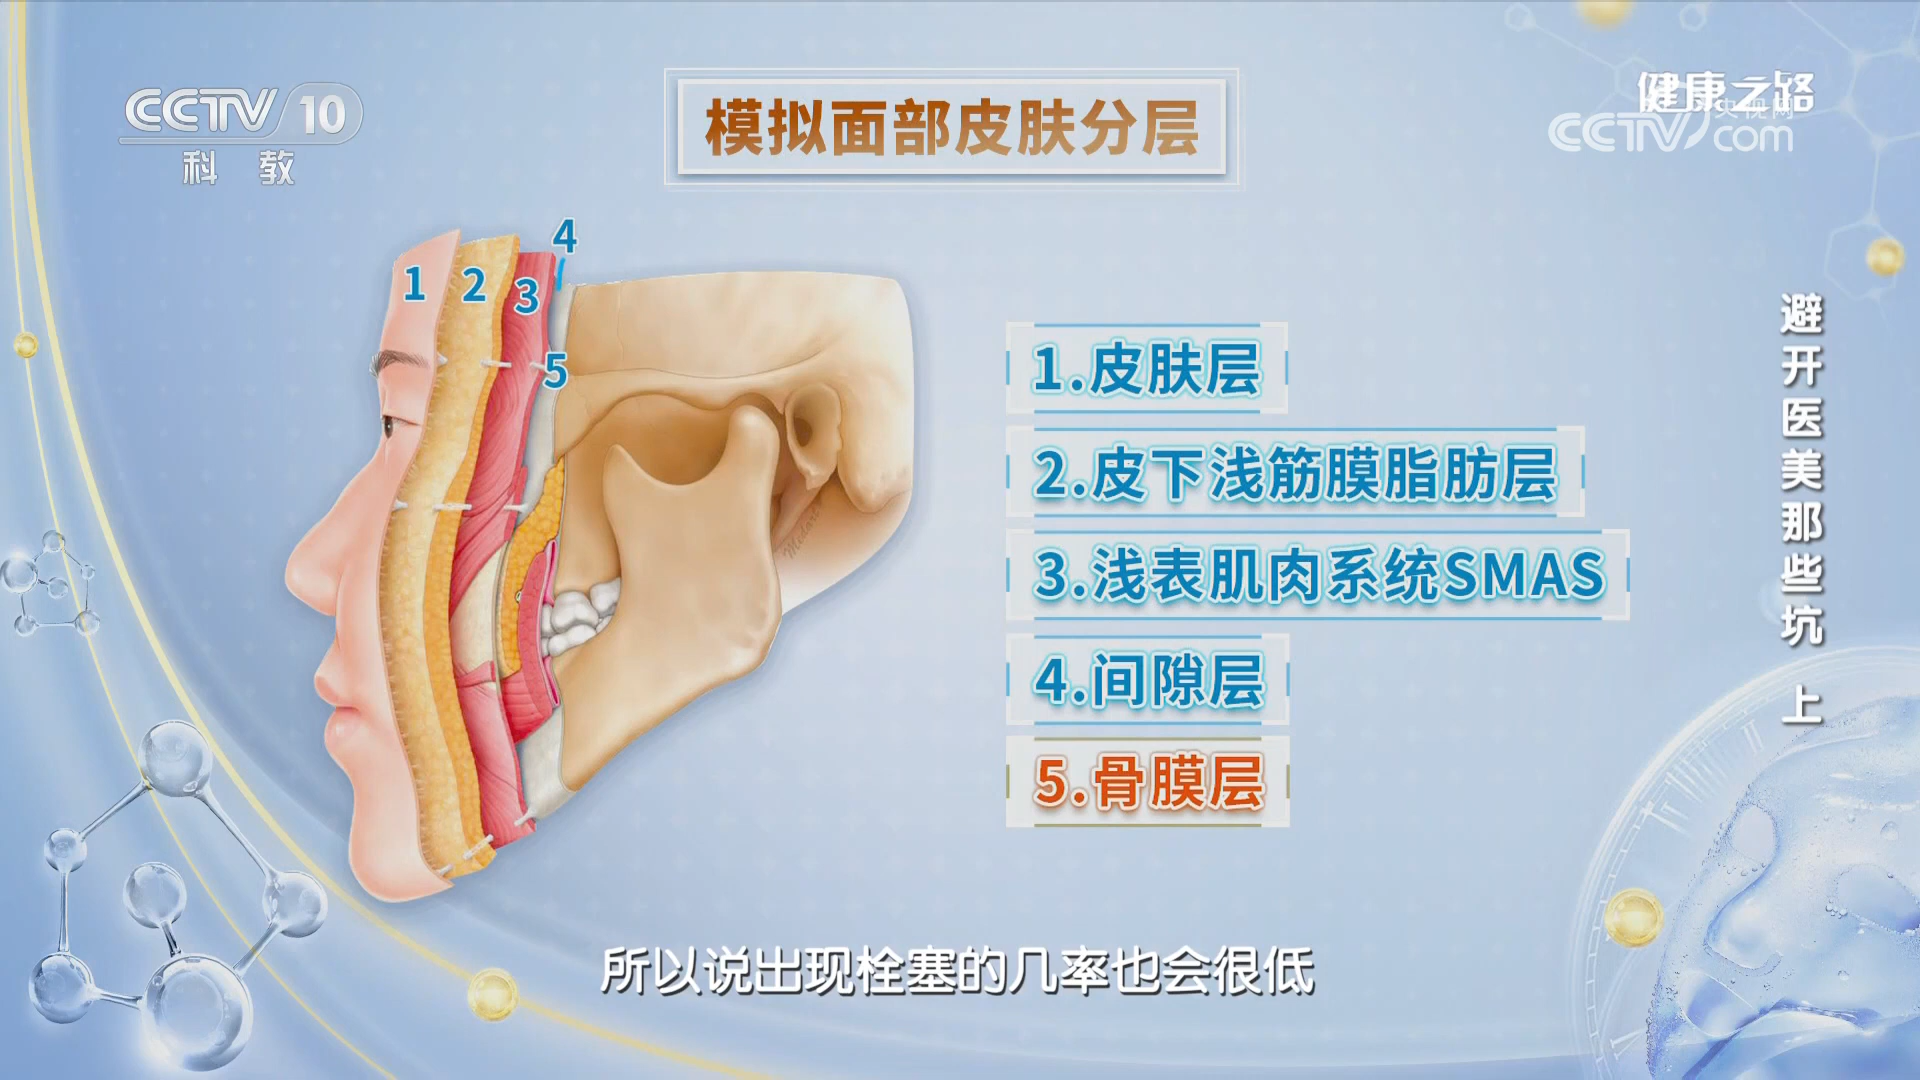 CCTV 10
科教
模拟面部皮肤分层
健康之路
央视网
CCTV.com
1
2
3
4
5
1.皮肤层
2.皮下浅筋膜脂肪层
3.浅表肌肉系统SMAS
4.间隙层
5.骨膜层
避开医美那些坑 上
所以说出现栓塞的几率也会很低